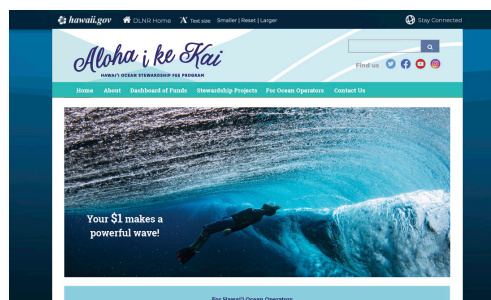 hawaii.gov DLNR Home Text size: Smaller | Reset | Larger Stay Connected
Aloha i ke Kai
HAWAIʻI OCEAN STEWARDSHIP FEE PROGRAM
Find us:
Home About Dashboard of Funds Stewardship Projects For Ocean Operators Contact Us
Your $1 makes a
powerful wave!
For Hawaiʻi Ocean Operators